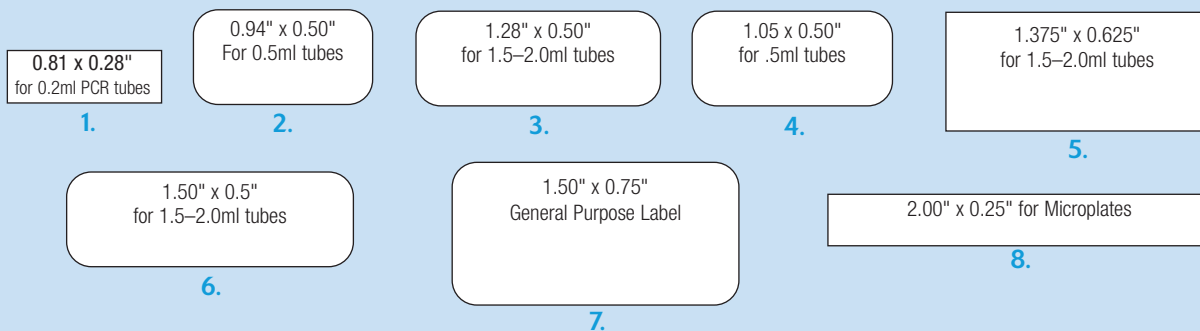 0.81 x 0.28"
for 0.2ml PCR tubes
1.
0.94" x 0.50"
For 0.5ml tubes
2.
1.28" x 0.50"
for 1.5–2.0ml tubes
3.
1.05 x 0.50"
for .5ml tubes
4.
1.375" x 0.625"
for 1.5–2.0ml tubes
5.
1.50" x 0.5"
for 1.5–2.0ml tubes
6.
1.50" x 0.75"
General Purpose Label
7.
2.00" x 0.25" for Microplates
8.